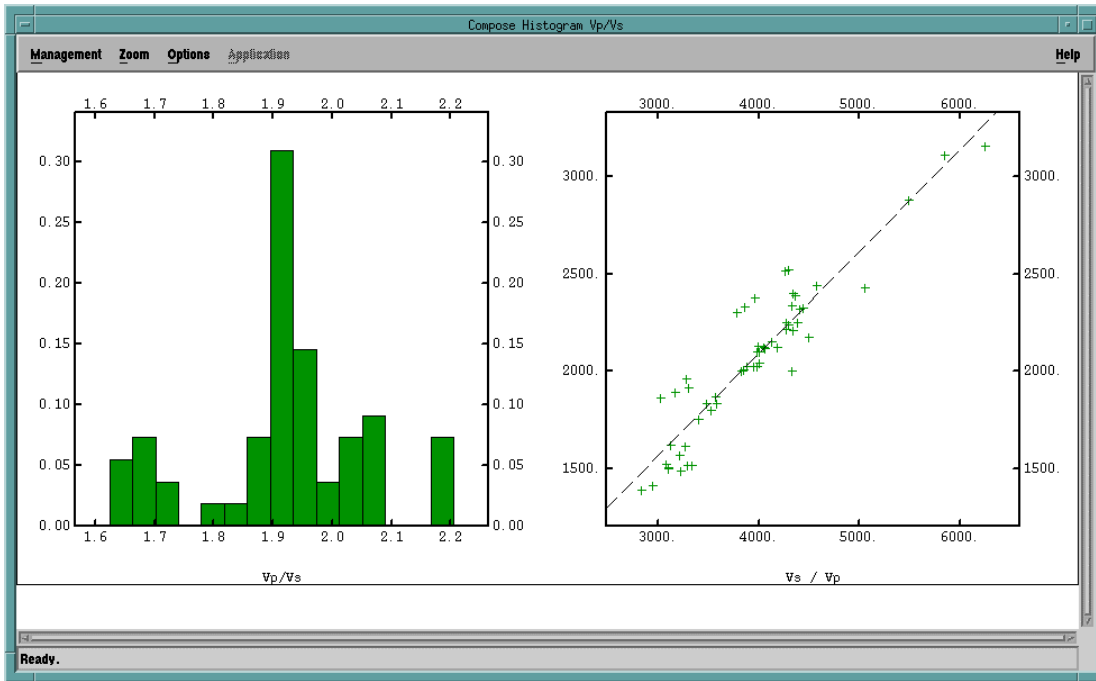 Compose Histogram Vp/Vs
Management Zoom Options Application Help
1.6 1.7 1.8 1.9 2.0 2.1 2.2
0.30 0.30
0.25 0.25
0.20 0.20
0.15 0.15
0.10 0.10
0.05 0.05
0.00 0.00
1.6 1.7 1.8 1.9 2.0 2.1 2.2
Vp/Vs
3000. 4000. 5000. 6000.
3000. 3000.
2500. 2500.
2000. 2000.
1500. 1500.
3000. 4000. 5000. 6000.
Vs / Vp
Ready.